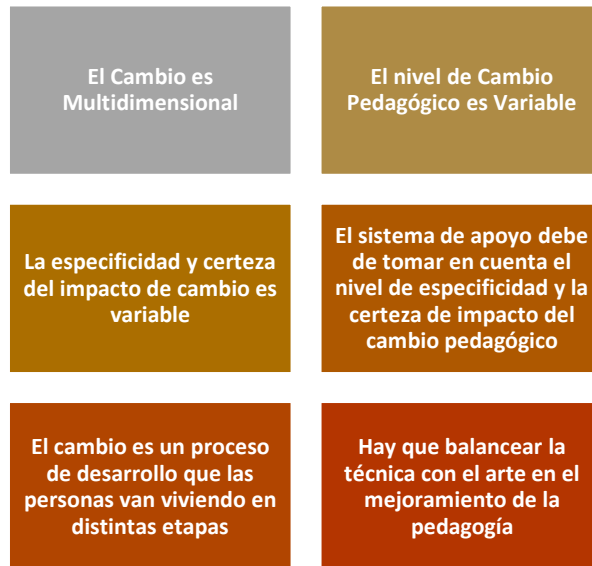 El Cambio es
Multidimensional
El nivel de Cambio
Pedagógico es Variable
La especificidad y certeza
del impacto de cambio es
variable
El sistema de apoyo debe
de tomar en cuenta el
nivel de especificidad y la
certeza de impacto del
cambio pedagógico
El cambio es un proceso
de desarrollo que las
personas van viviendo en
distintas etapas
Hay que balancear la
técnica con el arte en el
mejoramiento de la
pedagogía